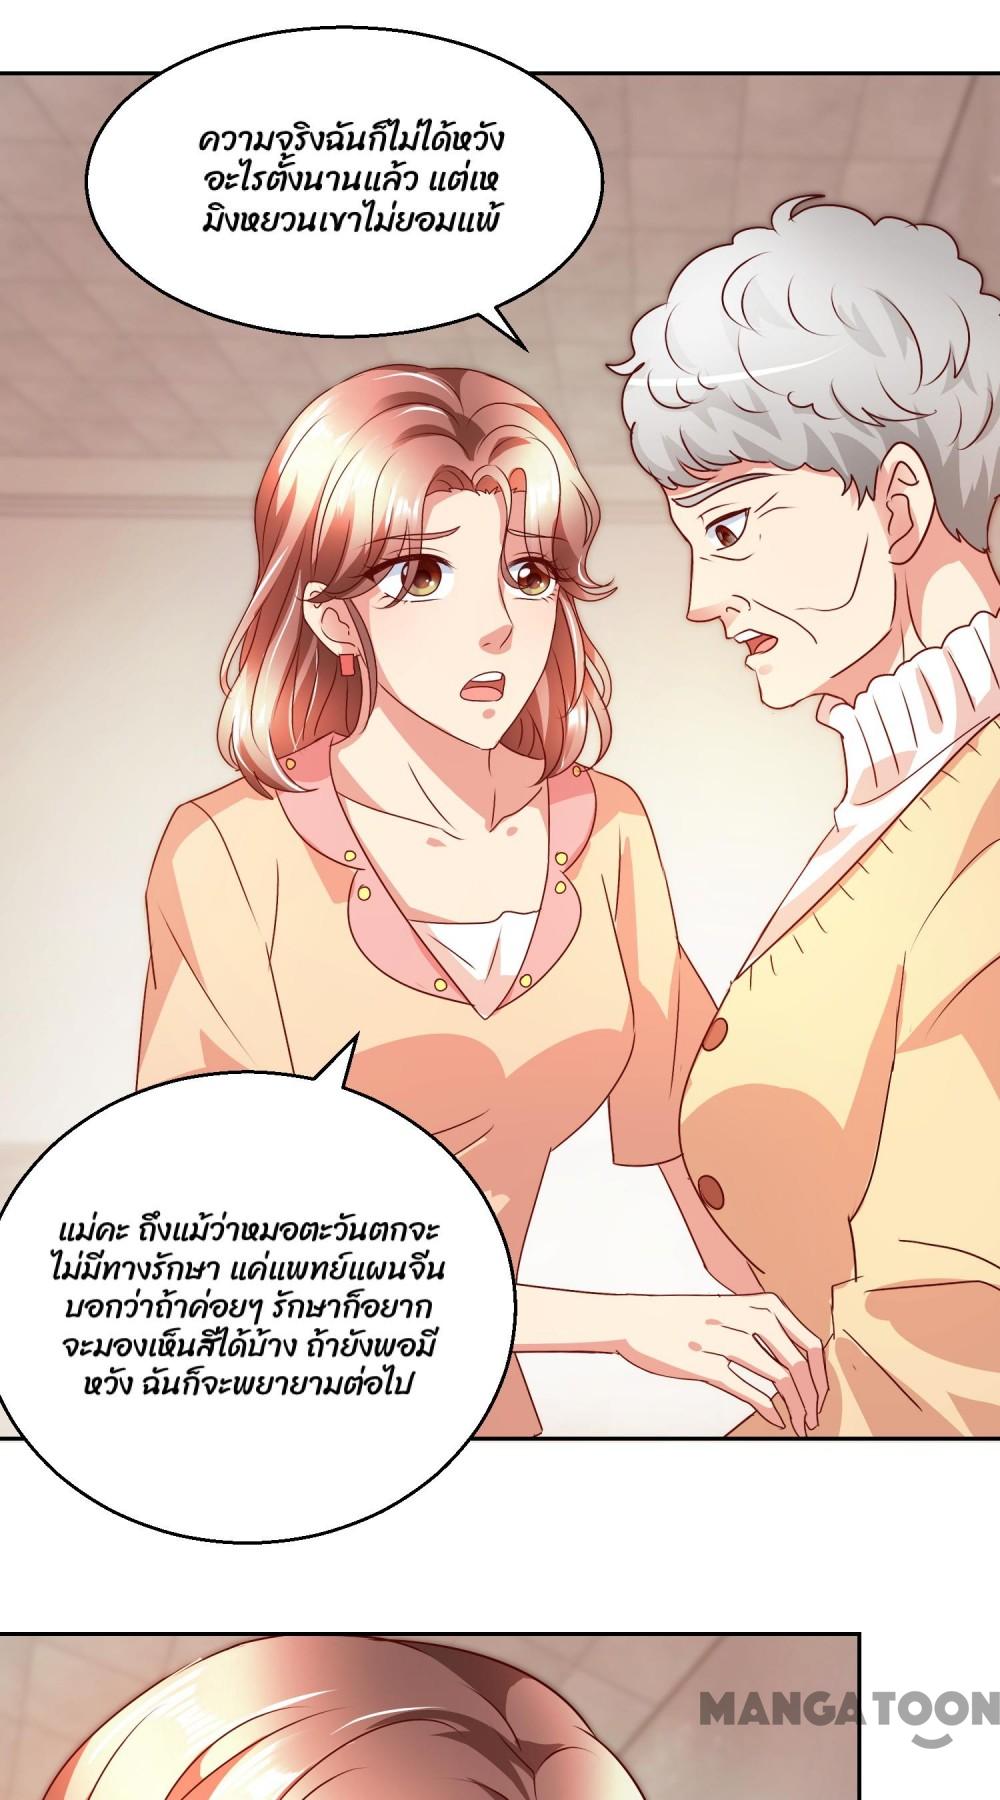 ความจริงฉันก็ไม่ได้หวัง
อะไรตั้งนานแล้ว แต่เห
มิงหยวนเขาไม่ยอมแพ้
แม่คะ ถึงแม้ว่าหมอตะวันตกจะ
ไม่มีทางรักษา แค่แพทย์แผนจีน
บอกว่าถ้าค่อยๆ รักษาก็อยาก
จะมองเห็นสีได้บ้าง ถ้ายังพอมี
หวัง ฉันก็จะพยายามต่อไป
MANGATOON